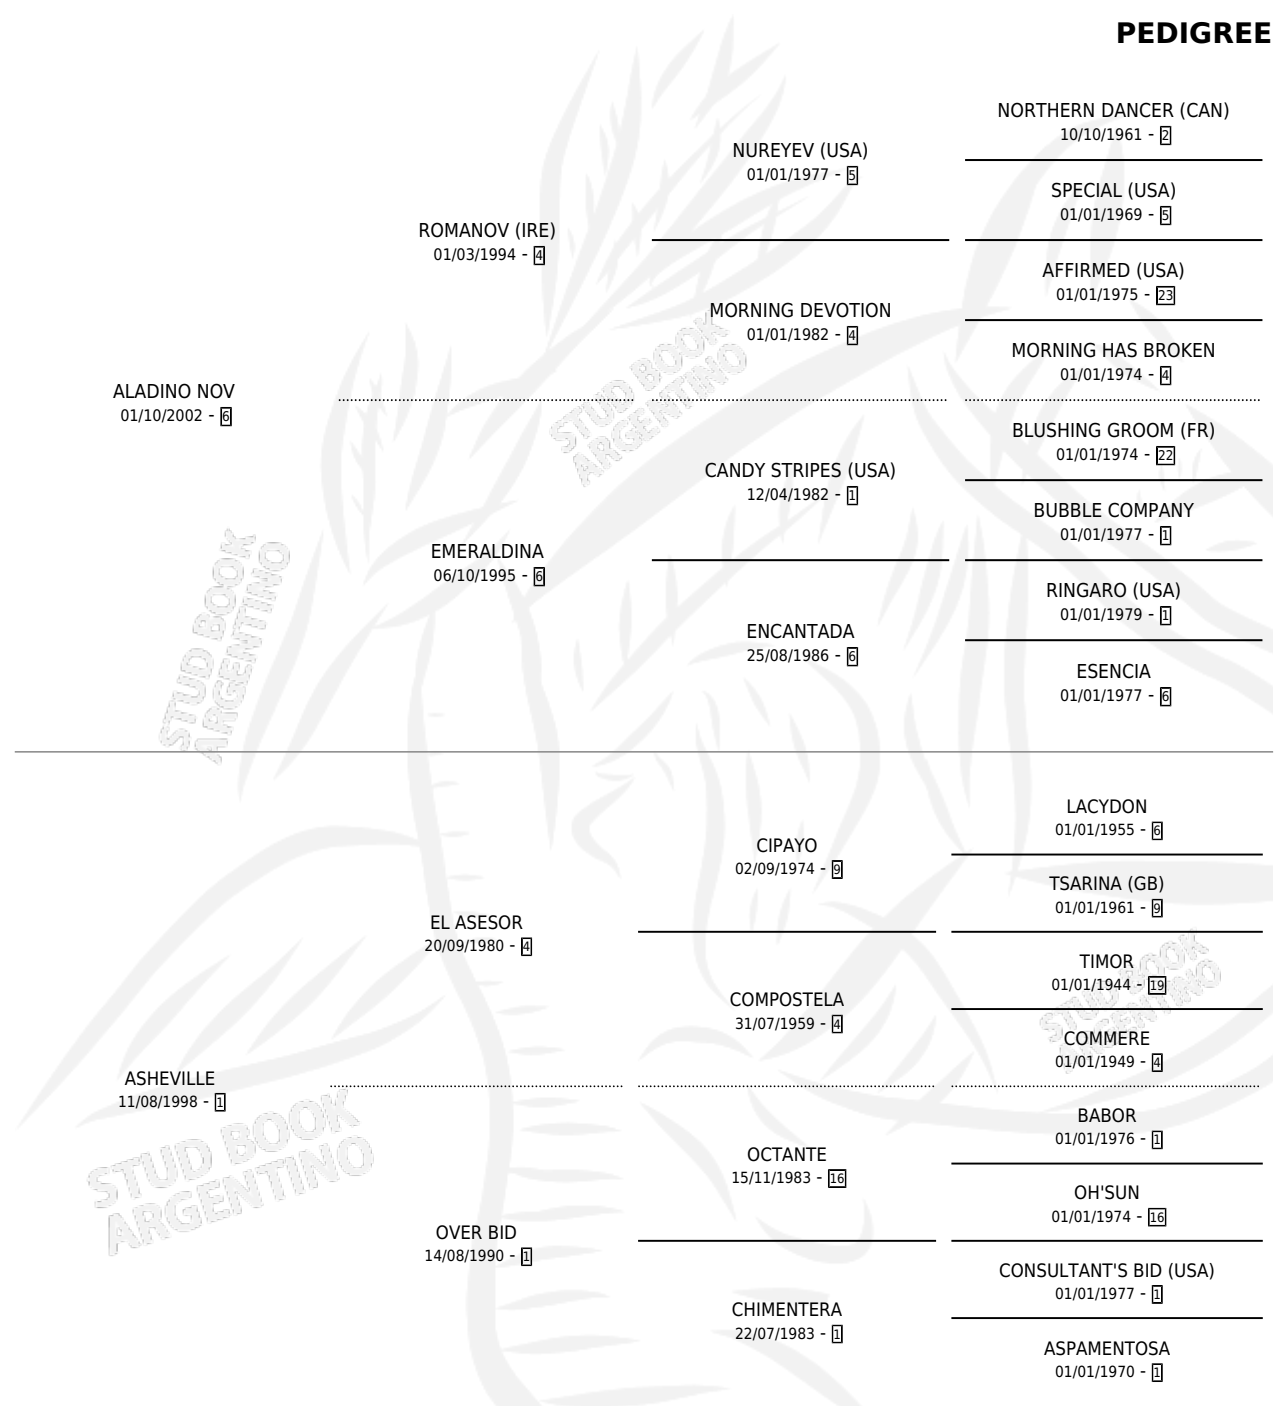 PEDIGREE
NORTHERN DANCER (CAN)
10/10/1961 - 2
NUREYEV (USA)
01/01/1977 - 5
SPECIAL (USA)
01/01/1969 - 5
ROMANOV (IRE)
01/03/1994 - 4
AFFIRMED (USA)
01/01/1975 - 23
MORNING DEVOTION
01/01/1982 - 4
MORNING HAS BROKEN
01/01/1974 - 4
ALADINO NOV
01/10/2002 - 6
BLUSHING GROOM (FR)
01/01/1974 - 22
CANDY STRIPES (USA)
12/04/1982 - 1
BUBBLE COMPANY
01/01/1977 - 1
EMERALDINA
06/10/1995 - 6
RINGARO (USA)
01/01/1979 - 1
ENCANTADA
25/08/1986 - 6
ESENCIA
01/01/1977 - 6
STUD BOOK
ARGENTINO
STUD BOOK
ARGENTINO
LACYDON
01/01/1955 - 6
CIPAYO
02/09/1974 - 9
TSARINA (GB)
01/01/1961 - 9
EL ASESOR
20/09/1980 - 4
TIMOR
01/01/1944 - 19
COMPOSTELA
31/07/1959 - 4
COMMERE
01/01/1949 - 4
ASHEVILLE
11/08/1998 - 1
BABOR
01/01/1976 - 1
OCTANTE
15/11/1983 - 16
OH'SUN
01/01/1974 - 16
OVER BID
14/08/1990 - 1
CONSULTANT'S BID (USA)
01/01/1977 - 1
CHIMENTERA
22/07/1983 - 1
ASPAMENTOSA
01/01/1970 - 1
STUD BOOK
ARGENTINO
STUD BOOK
ARGENTINO